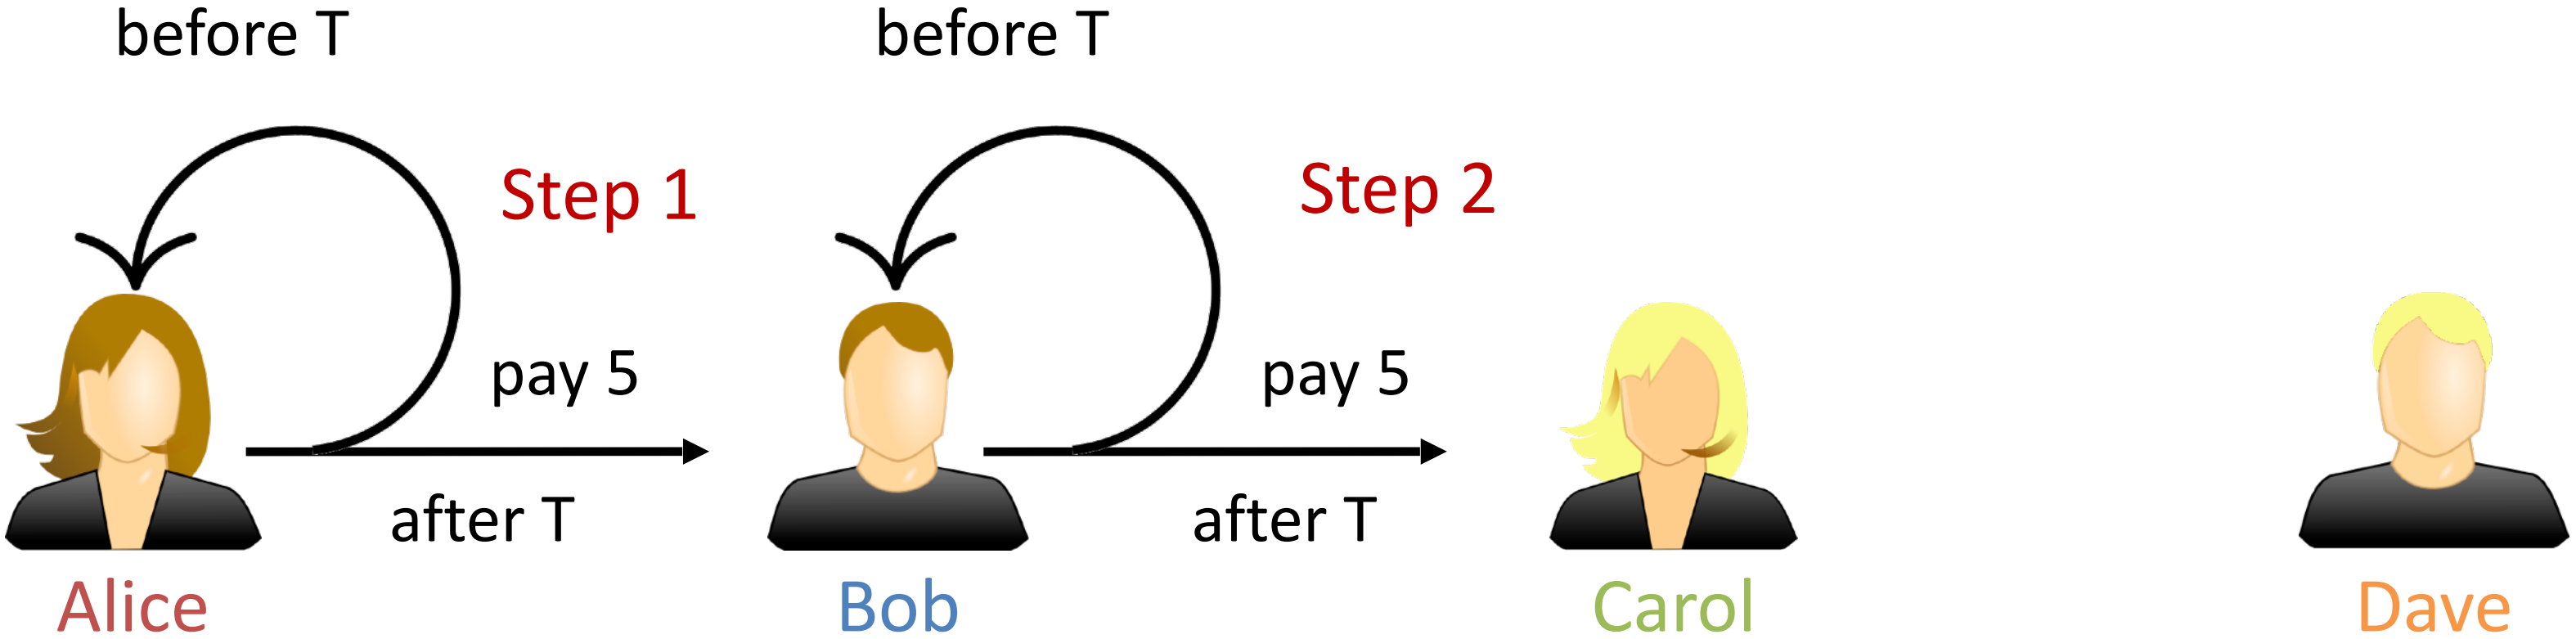 before T
before T
Step 1
Step 2
pay 5
pay 5
after T
after T
Alice
Bob
Carol
Dave